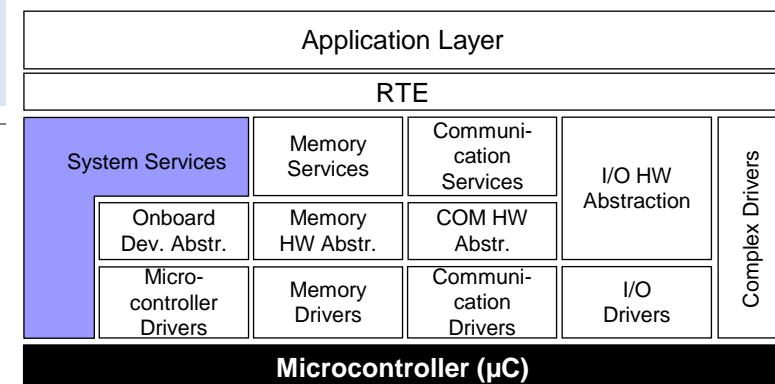 Application Layer
RTE
System Services
Memory
Services
Communi-
cation
Services
I/O HW
Abstraction
Complex Drivers
Onboard
Dev. Abstr.
Memory
HW Abstr.
COM HW
Abstr.
Micro-
controller
Drivers
Memory
Drivers
Communi-
cation
Drivers
I/O
Drivers
Microcontroller (µC)